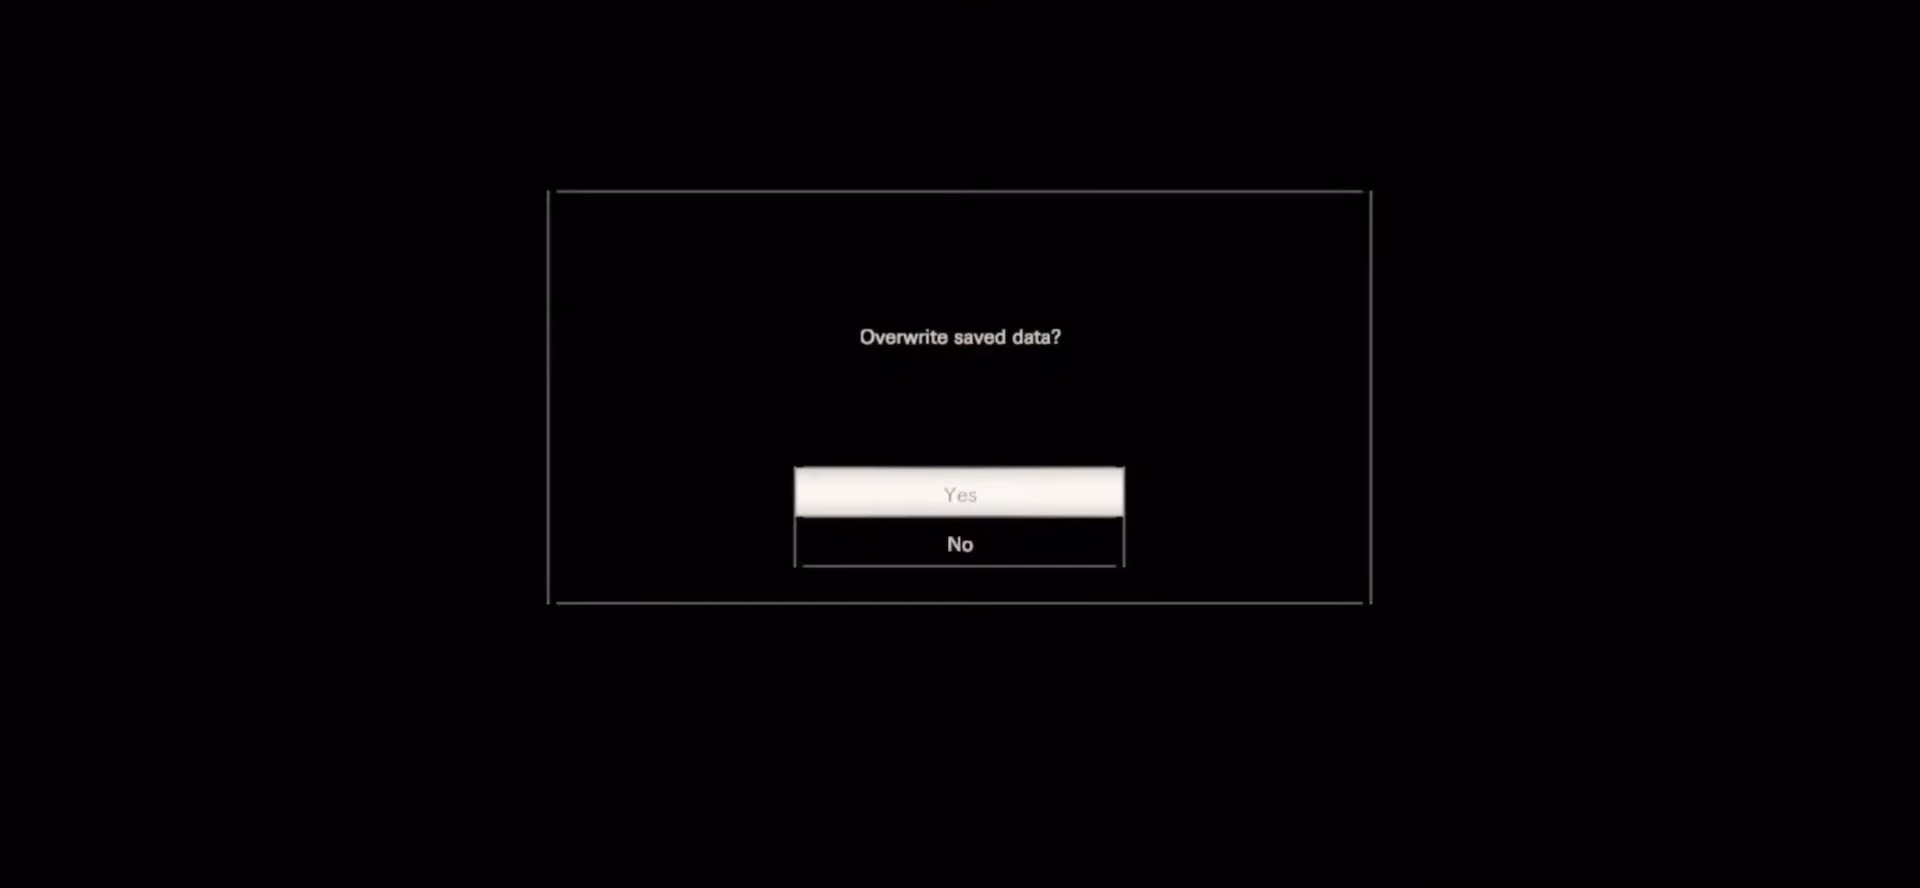 Overwrite saved data?
Yes
No